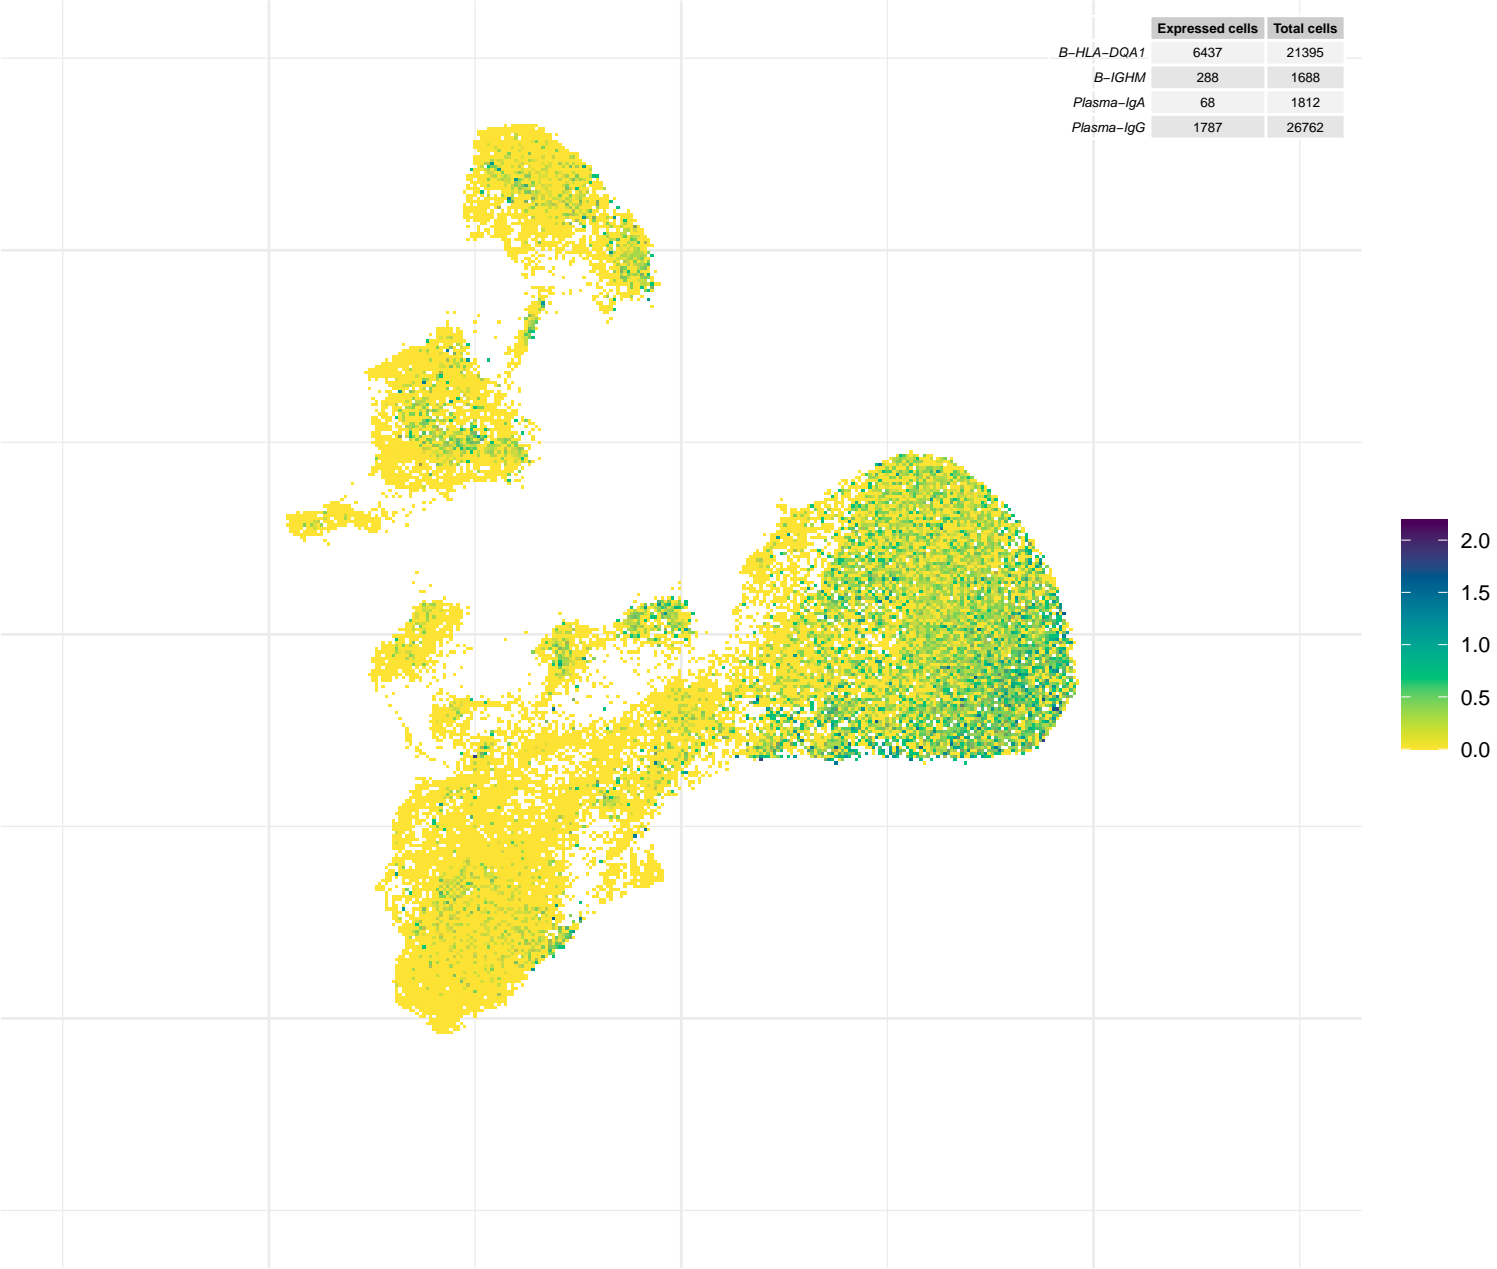 Expressed cells Total cells
B−HLA−DQA1 6437 21395
B−IGHM 288 1688
Plasma−IgA 68 1812
Plasma−IgG 1787 26762
2.0
1.5
1.0
0.5
0.0